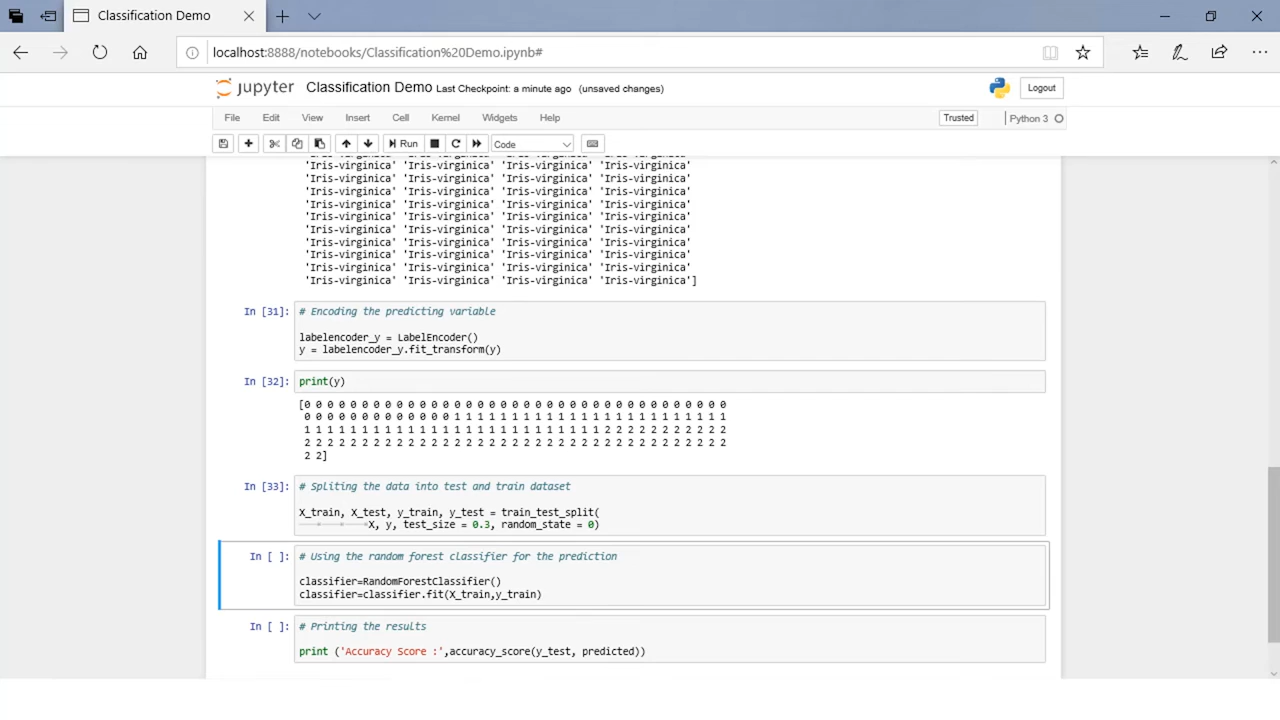 Classification Demo
localhost:8888/notebooks/Classification%20Demo.ipynb#
jupyter Classification Demo Last Checkpoint: a minute ago (unsaved changes) Logout
File Edit View Insert Cell Kernel Widgets Help Trusted Python 3
Run Code
'Iris-virginica' 'Iris-virginica' 'Iris-virginica' 'Iris-virginica'
'Iris-virginica' 'Iris-virginica' 'Iris-virginica' 'Iris-virginica'
'Iris-virginica' 'Iris-virginica' 'Iris-virginica' 'Iris-virginica'
'Iris-virginica' 'Iris-virginica' 'Iris-virginica' 'Iris-virginica'
'Iris-virginica' 'Iris-virginica' 'Iris-virginica' 'Iris-virginica'
'Iris-virginica' 'Iris-virginica' 'Iris-virginica' 'Iris-virginica'
'Iris-virginica' 'Iris-virginica' 'Iris-virginica' 'Iris-virginica'
'Iris-virginica' 'Iris-virginica' 'Iris-virginica' 'Iris-virginica'
'Iris-virginica' 'Iris-virginica' 'Iris-virginica' 'Iris-virginica'
'Iris-virginica' 'Iris-virginica' 'Iris-virginica' 'Iris-virginica'
'Iris-virginica' 'Iris-virginica' 'Iris-virginica' 'Iris-virginica']
In [31]: # Encoding the predicting variable
labelencoder_y = LabelEncoder()
y = labelencoder_y.fit_transform(y)
In [32]: print(y)
[0 0 0 0 0 0 0 0 0 0 0 0 0 0 0 0 0 0 0 0 0 0 0 0 0 0 0 0 0 0 0 0 0 0 0 0 0
0 0 0 0 0 0 0 0 0 0 0 0 0 1 1 1 1 1 1 1 1 1 1 1 1 1 1 1 1 1 1 1 1 1 1 1 1
1 1 1 1 1 1 1 1 1 1 1 1 1 1 1 1 1 1 1 1 1 1 1 1 1 1 2 2 2 2 2 2 2 2 2 2 2
2 2 2 2 2 2 2 2 2 2 2 2 2 2 2 2 2 2 2 2 2 2 2 2 2 2 2 2 2 2 2 2 2 2 2 2 2
2 2]
In [33]: # Spliting the data into test and train dataset
X_train, X_test, y_train, y_test = train_test_split(
X, y, test_size = 0.3, random_state = 0)
In [ ]: # Using the random forest classifier for the prediction
classifier=RandomForestClassifier()
classifier=classifier.fit(X_train,y_train)
In [ ]: # Printing the results
print ('Accuracy Score :',accuracy_score(y_test, predicted))